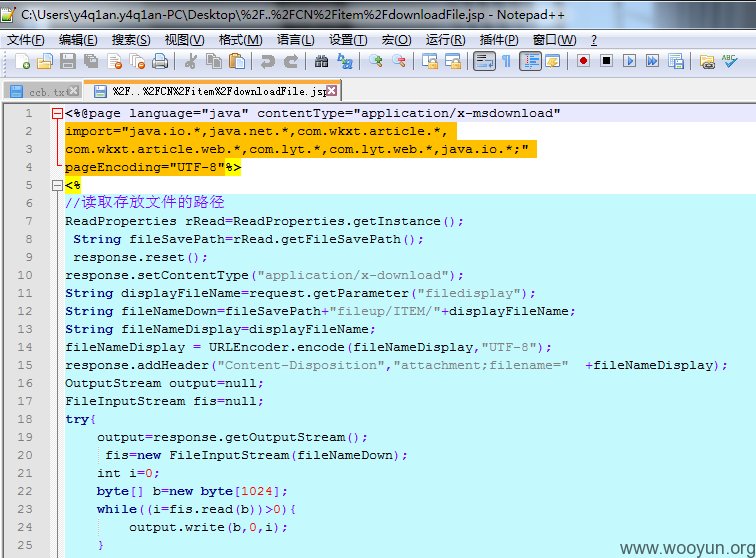 C:\Users\y4q1an.y4q1an-PC\Desktop\%2F..%2FCN%2Fitem%2FdownloadFile.jsp - Notepad++
文件(F) 编辑(E) 搜索(S) 视图(V) 格式(M) 语言(L) 设置(T) 宏(O) 运行(R) 插件(P) 窗口(W) ?
ccb.txt %2F..%2FCN%2Fitem%2FdownloadFile.jsp
1 <%@page language="java" contentType="application/x-msdownload"
2 import="java.io.*,java.net.*,com.wkxt.article.*,
3 com.wkxt.article.web.*,com.lyt.*,com.lyt.web.*,java.io.*;"
4 pageEncoding="UTF-8"%>
5 <%
6 //读取存放文件的路径
7 ReadProperties rRead=ReadProperties.getInstance();
8 String fileSavePath=rRead.getFileSavePath();
9 response.reset();
10 response.setContentType("application/x-download");
11 String displayFileName=request.getParameter("filedisplay");
12 String fileNameDown=fileSavePath+"fileup/ITEM/"+displayFileName;
13 String fileNameDisplay=displayFileName;
14 fileNameDisplay = URLEncoder.encode(fileNameDisplay,"UTF-8");
15 response.addHeader("Content-Disposition","attachment;filename=" +fileNameDisplay);
16 OutputStream output=null;
17 FileInputStream fis=null;
18 try{
19 output=response.getOutputStream();
20 fis=new FileInputStream(fileNameDown);
21 int i=0;
22 byte[] b=new byte[1024];
23 while((i=fis.read(b))>0){
24 output.write(b,0,i);
25 }
www.wooyun.org